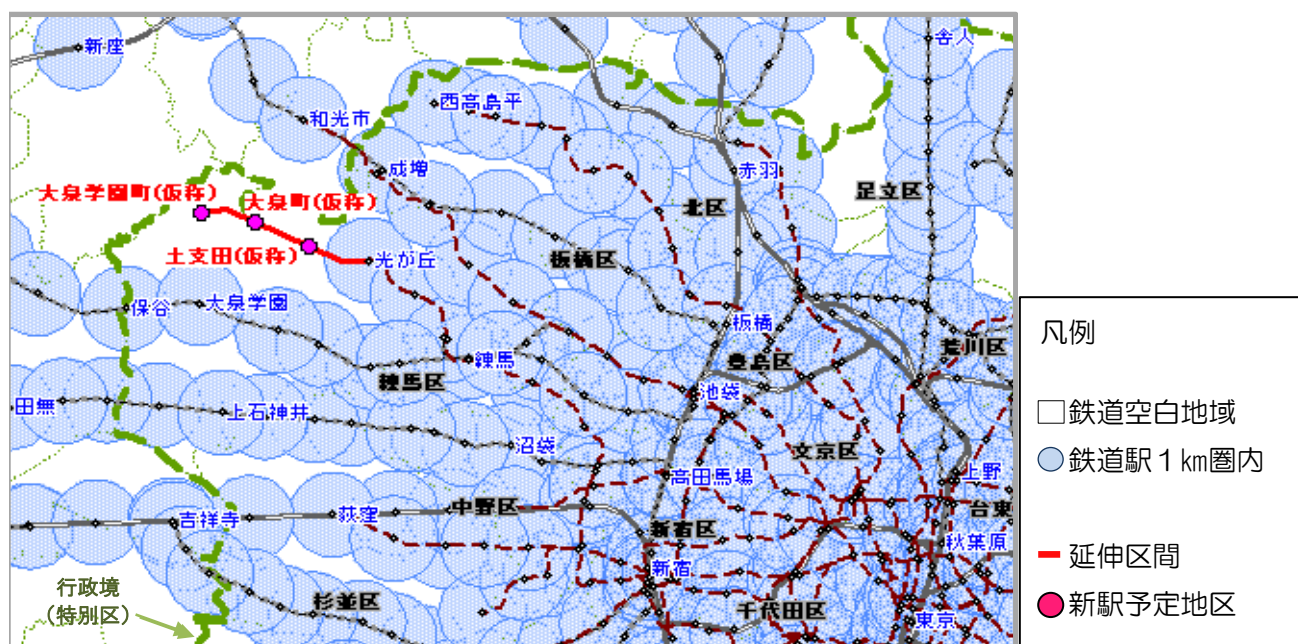 新座
舎人
和光市
西高島平
成増
赤羽
足立区
大泉学園町(仮称)
大泉町(仮称)
北区
土支田(仮称)
光が丘
板橋区
保谷
大泉学園
板橋
荒川区
練馬
豊島区
練馬区
池袋
田無
上石神井
沼袋
文京区
高田馬場
上野
吉祥寺
荻窪
中野区
新宿区
台東
秋葉原
新宿
行政境
(特別区)
杉並区
千代田区
東京
凡例
鉄道空白地域
鉄道駅1km圏内
延伸区間
新駅予定地区